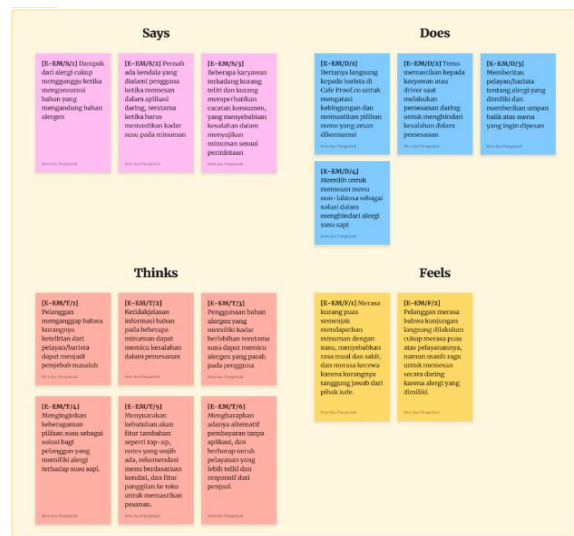 Says
[E-EM/S/1] Dampak
dari alergi cukup
mengganggu ketika
mengonsumsi
bahan yang
mengandung bahan
alergen
[E-EM/S/2] Pernah
ada kendala yang
dialami pengguna
ketika memesan
dalam aplikasi
daring, terutama
ketika harus
memastikan kadar
susu pada minuman
[E-EM/S/3]
Beberapa karyawan
terkadang kurang
teliti dan kurang
memperhatikan
catatan konsumen,
yang menyebabkan
kesalahan dalam
menyajikan
minuman sesuai
permintaan
Does
[E-EM/D/1]
Bertanya langsung
kepada barista di
Cafe Proof.co untuk
mengatasi
kebingungan dan
memastikan pilihan
menu yang aman
dikonsumsi
[E-EM/D/2] Terus
memastikan kepada
karyawan atau
driver saat
melakukan
pemesanan daring
untuk menghindari
kesalahan dalam
pemesanan
[E-EM/D/3]
Memberitau
pelayan/barista
tentang alergi yang
dimiliki dan
memberikan umpan
balik atas menu
yang ingin dipesan
[E-EM/D/4]
Memilih untuk
memesan menu
non-laktosa sebagai
solusi dalam
menghindari alergi
susu sapi
Thinks
[E-EM/T/1]
Pelanggan
menganggap bahwa
kurangnya
ketelitian dari
pelayan/barista
dapat menjadi
penyebab masalah
[E-EM/T/2]
Ketidakjelasan
informasi bahan
pada beberapa
minuman dapat
memicu kesalahan
dalam pemesanan
[E-EM/T/3]
Penggunaan bahan
alergen yang
memiliki kadar
berlebihan terutama
susu dapat memicu
alergi yang parah
pada pengguna
[E-EM/T/4]
Menginginkan
keberagaman
pilihan susu sebagai
solusi bagi
pelanggan yang
memiliki alergi
terhadap susu sapi.
[E-EM/T/5]
Menyuarakan
kebutuhan akan
fitur tambahan
seperti top-up,
notes yang wajib
ada, rekomendasi
menu berdasarkan
kondisi, dan fitur
panggilan ke toko
untuk memastikan
pesanan.
[E-EM/T/6]
Mengharapkan
adanya alternatif
pembayaran tanpa
aplikasi, dan
berharap untuk
pelayanan yang
lebih teliti dan
responsif dari
penjual.
Feels
[E-EM/F/1] Merasa
kurang puas
semenjak
mendapatkan
minuman dengan
susu, menyebabkan
rasa mual dan sakit,
dan merasa kecewa
karena kurangnya
tanggung jawab dari
pihak kafe.
[E-EM/F/2]
Pelanggan merasa
bahwa kunjungan
langsung dilakukan
cukup merasa puas
atas pelayanannya,
namun masih ragu
untuk memesan
secara daring
karena alergi yang
dimiliki.